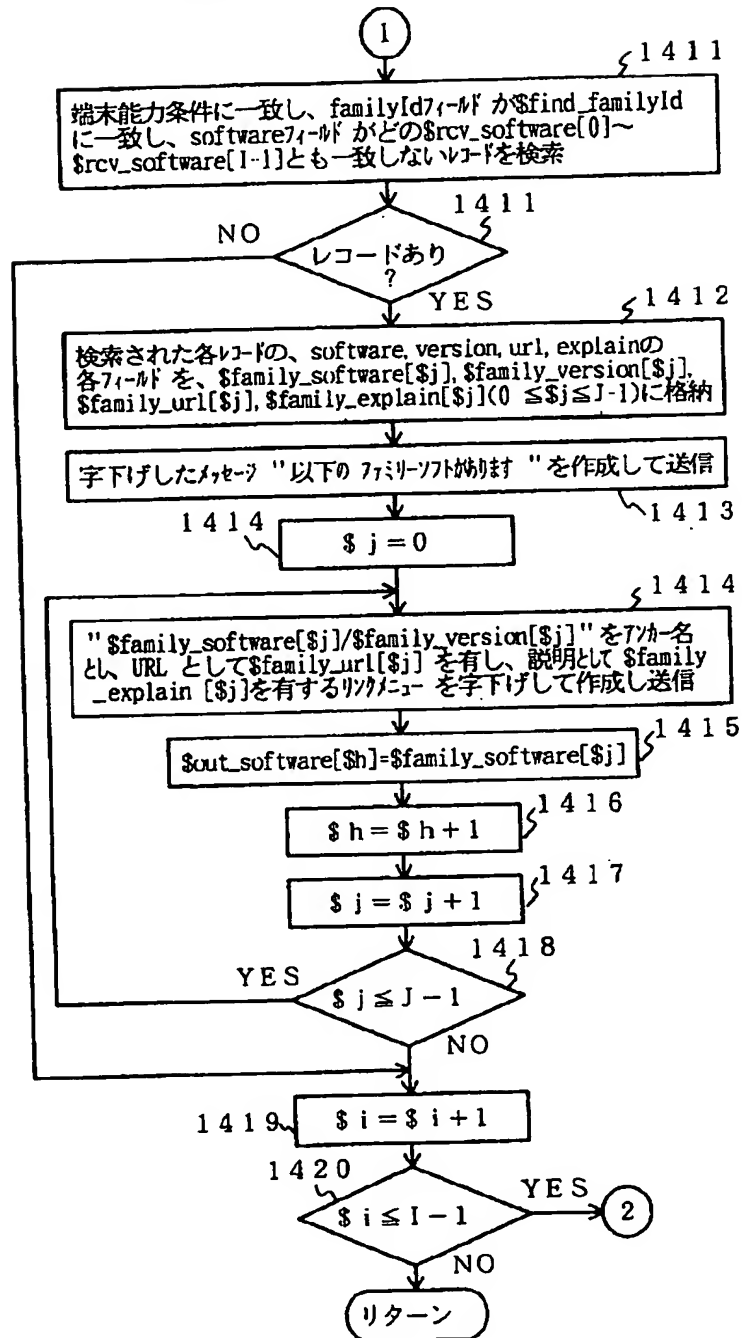 1
1411
端末能力条件に一致し、familyIdフィールド が$find_familyId
に一致し、softwareフィールド がどの$rcv_software[0]〜
$rcv_software[I-1]とも一致しないレコードを検索
1411
NO
レコードあり
?
YES
1412
検索された各レコードの、software, version, url, explainの
各フィールド を、$family_software[$j], $family_version[$j],
$family_url[$j], $family_explain[$j](0 ≦$j≦J-1)に格納
字下げしたメッセージ "以下の ファミリーソフトがあります "を作成して送信
1413
1414
$ j = 0
1414
"$family_software[$j]/$family_version[$j]"をアンカー名
とし、URL として$family_url[$j] を有し、説明として $family
_explain [$j]を有するリンクメニュー を字下げして作成し送信
1415
$out_software[$h]=$family_software[$j]
1416
$ h = $ h + 1
1417
$ j = $ j + 1
1418
YES
$ j ≦ J - 1
NO
1419
$ i = $ i + 1
1420
YES
$ i ≦ I - 1
2
NO
リターン